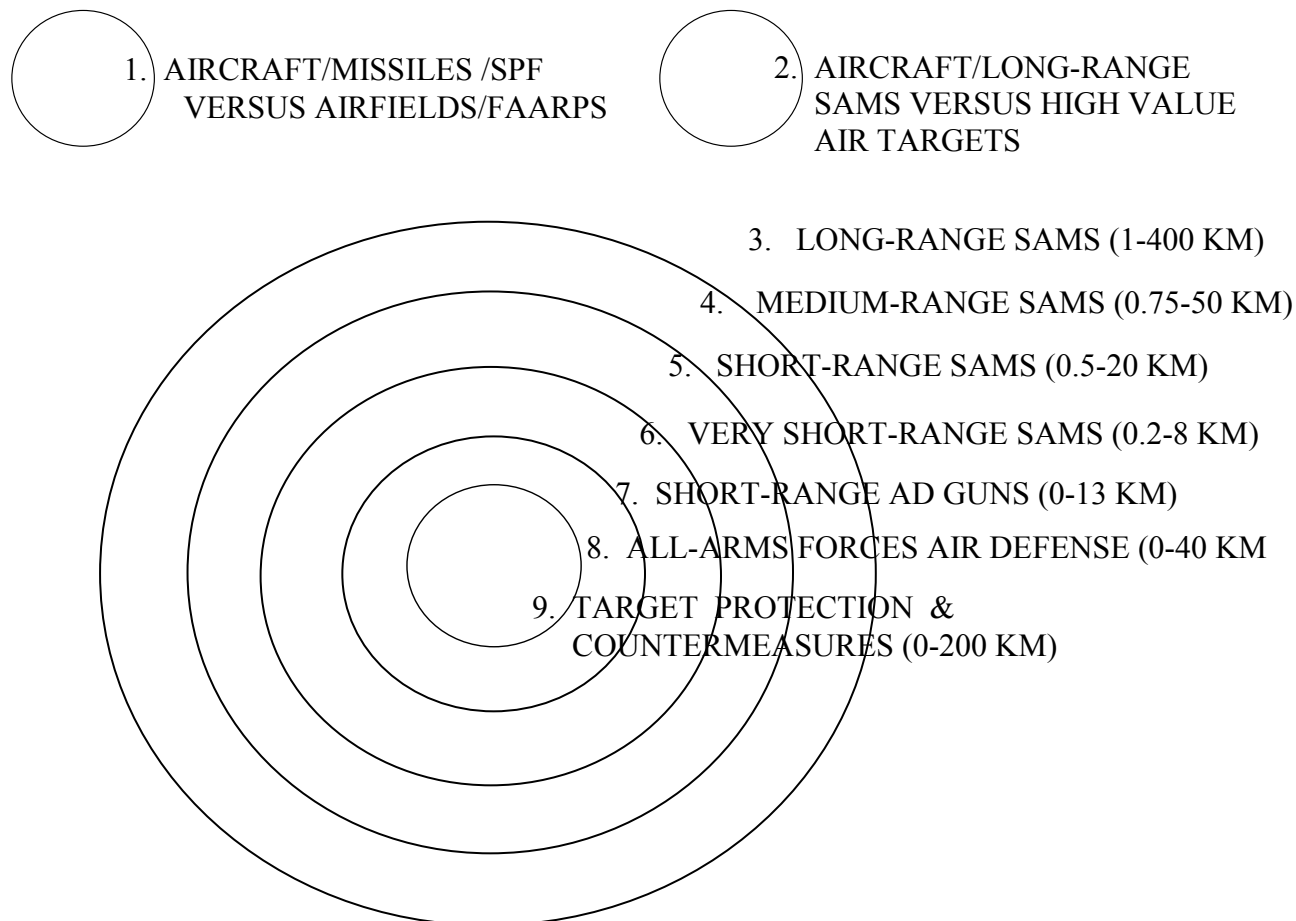 1. AIRCRAFT/MISSILES /SPF
VERSUS AIRFIELDS/FAARPS
2. AIRCRAFT/LONG-RANGE
SAMS VERSUS HIGH VALUE
AIR TARGETS
3. LONG-RANGE SAMS (1-400 KM)
4. MEDIUM-RANGE SAMS (0.75-50 KM)
5. SHORT-RANGE SAMS (0.5-20 KM)
6. VERY SHORT-RANGE SAMS (0.2-8 KM)
7. SHORT-RANGE AD GUNS (0-13 KM)
8. ALL-ARMS FORCES AIR DEFENSE (0-40 KM
9. TARGET PROTECTION &
COUNTERMEASURES (0-200 KM)